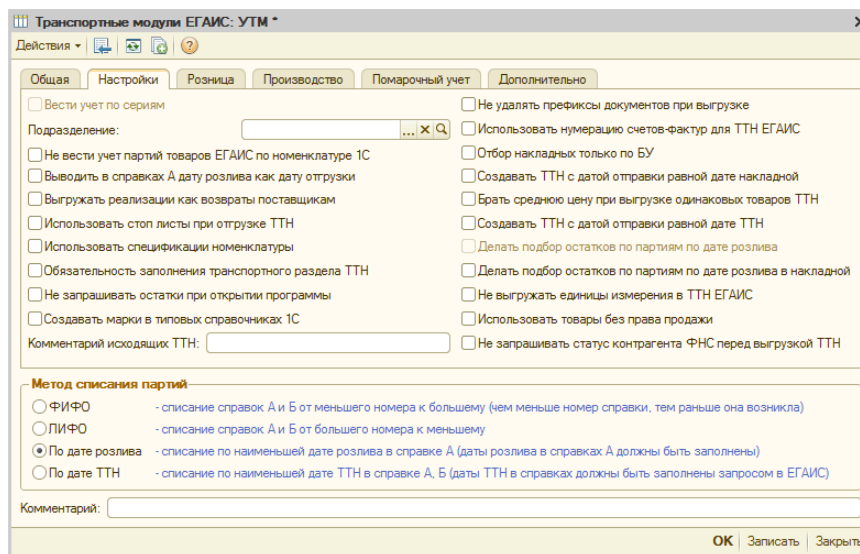 Транспортные модули ЕГАИС: УТМ *
Действия
Общая Настройки Розница Производство Помарочный учет Дополнительно
Вести учет по сериям
Подразделение:
Не вести учет партий товаров ЕГАИС по номенклатуре 1С
Выводить в справках А дату розлива как дату отгрузки
Выгружать реализации как возвраты поставщикам
Использовать стоп листы при отгрузке ТТН
Использовать спецификации номенклатуры
Обязательность заполнения транспортного раздела ТТН
Не запрашивать остатки при открытии программы
Создавать марки в типовых справочниках 1С
Комментарий исходящих ТТН:
Не удалять префиксы документов при выгрузке
Использовать нумерацию счетов-фактур для ТТН ЕГАИС
Отбор накладных только по БУ
Создавать ТТН с датой отправки равной дате накладной
Брать среднюю цену при выгрузке одинаковых товаров ТТН
Создавать ТТН с датой отправки равной дате ТТН
Делать подбор остатков по партиям по дате розлива
Делать подбор остатков по партиям по дате розлива в накладной
Не выгружать единицы измерения в ТТН ЕГАИС
Использовать товары без права продажи
Не запрашивать статус контрагента ФНС перед выгрузкой ТТН
Метод списания партий
ФИФО - списание справок А и Б от меньшего номера к большему (чем меньше номер справки, тем раньше она возникла)
ЛИФО - списание справок А и Б от большего номера к меньшему
По дате розлива - списание по наименьшей дате розлива в справке А (даты розлива в справках А должны быть заполнены)
По дате ТТН - списание по наименьшей дате ТТН в справке А, Б (даты ТТН в справках должны быть заполнены запросом в ЕГАИС)
Комментарий:
OK Записать Закрыть